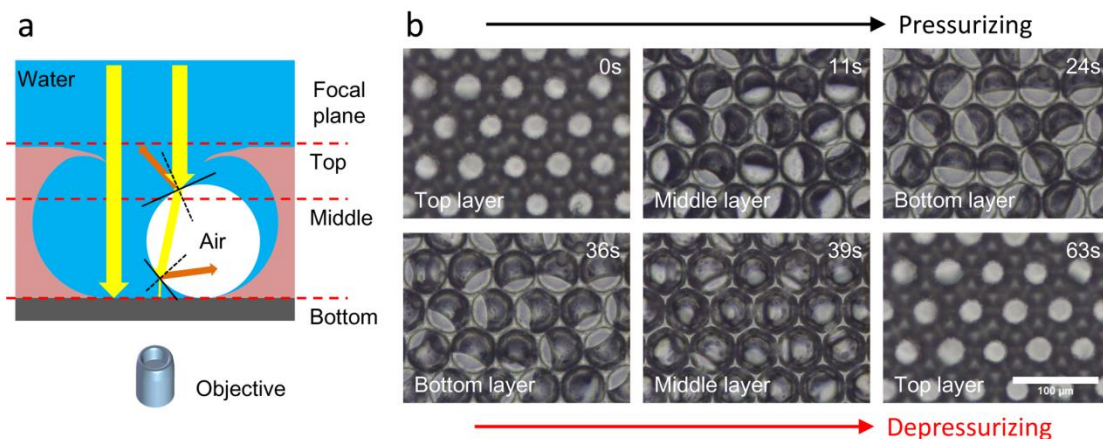 a
Water
Focal
plane
Top
Middle
Air
Bottom
Objective
b
Pressurizing
0s
Top layer
11s
Middle layer
24s
Bottom layer
36s
Bottom layer
39s
Middle layer
63s
Top layer
100 µm
Depressurizing